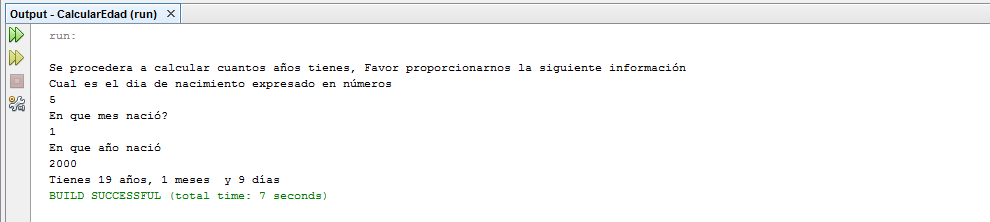 Output - CalcularEdad (run)
run:
Se procedera a calcular cuantos años tienes, Favor proporcionarnos la siguiente información
Cual es el dia de nacimiento expresado en números
5
En que mes nació?
1
En que año nació
2000
Tienes 19 años, 1 meses  y 9 días
BUILD SUCCESSFUL (total time: 7 seconds)